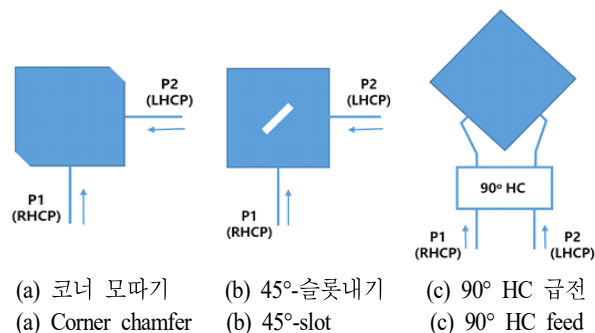 P2
(LHCP)
P1
(RHCP)
P2
(LHCP)
P1
(RHCP)
90º HC
P1
(RHCP)
P2
(LHCP)
(a) 코너 모따기
(b) 45°-슬롯내기
(c) 90° HC 급전
(a) Corner chamfer
(b) 45°-slot
(c) 90° HC feed